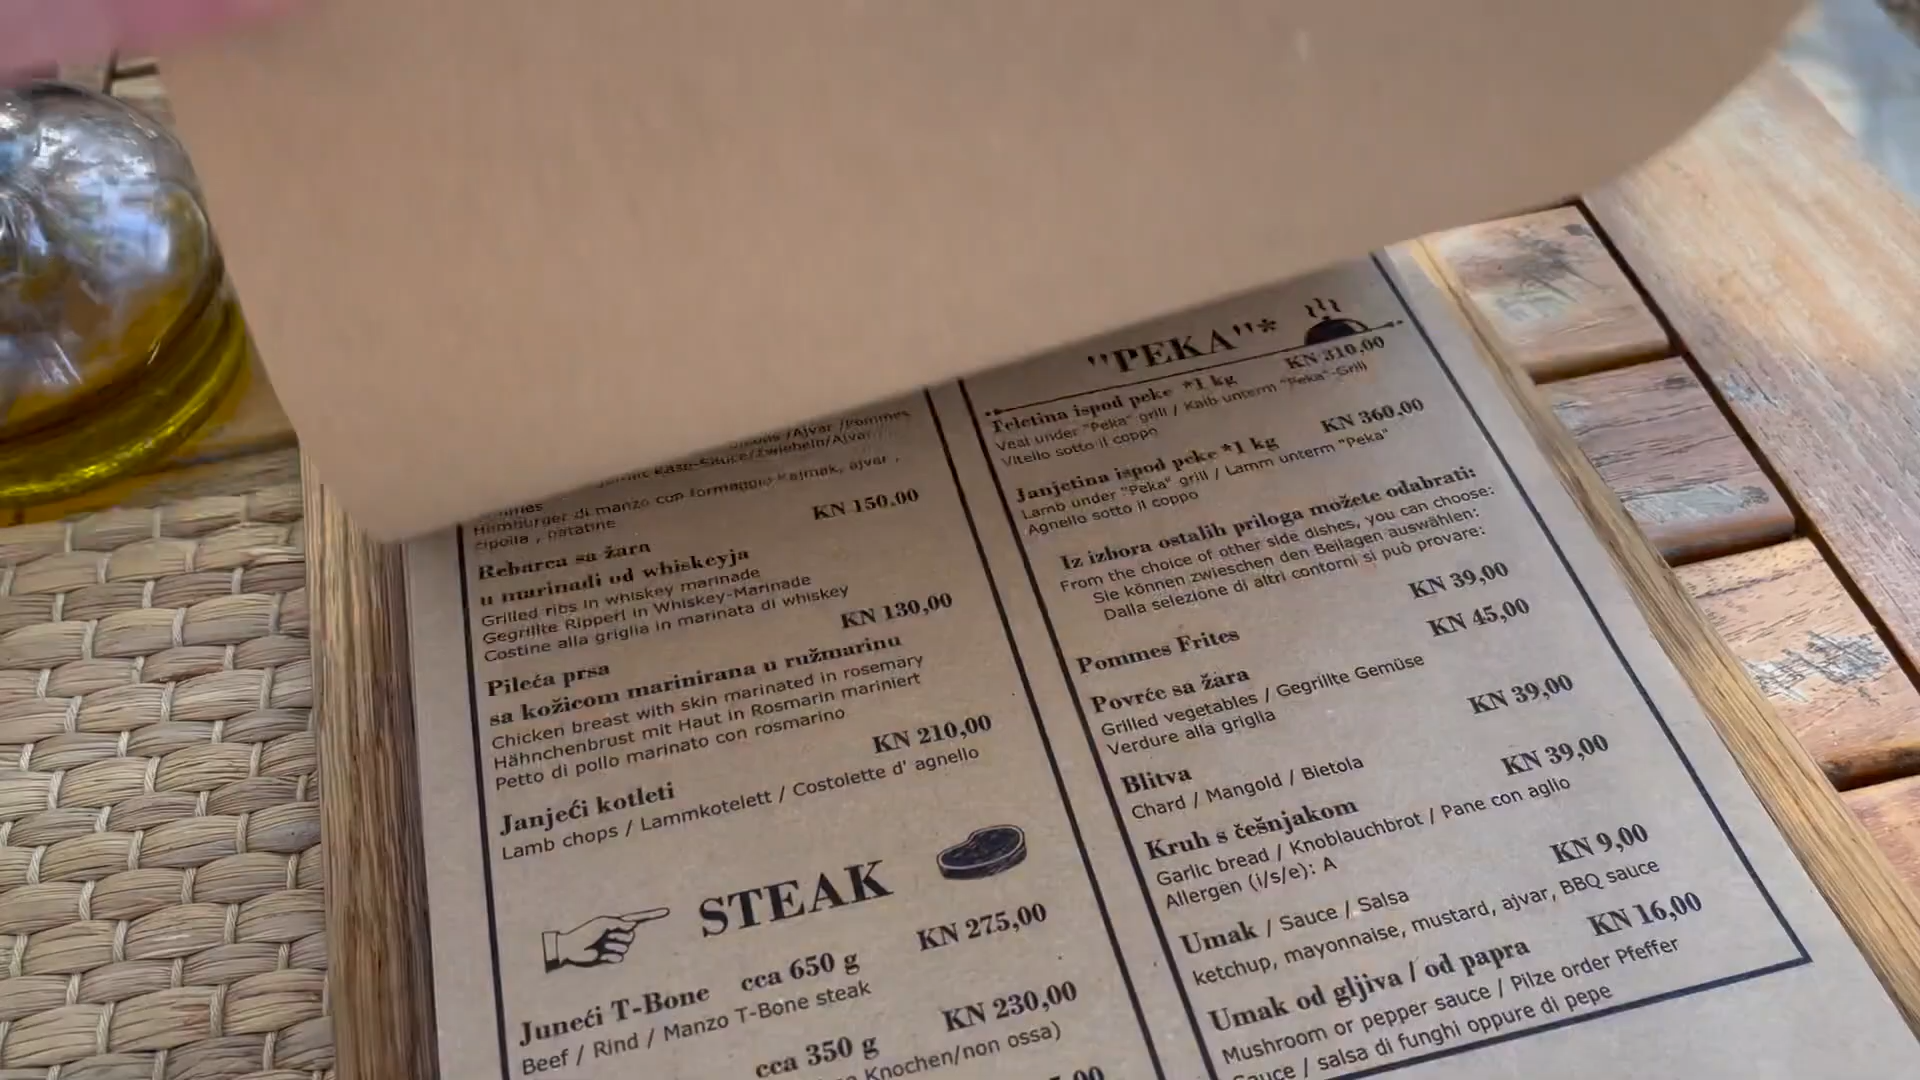 /Ajvar /Pommes
Käse-Sauce/Zwiebeln/Ajvar
Hamburger di manzo con formaggio Kajmak, ajvar ,
cipolla , patatine
KN 150,00
Rebarca sa žara
u marinadi od whiskeyja
Grilled ribs in whiskey marinade
Gegrillte Ripperl in Whiskey-Marinade
Costine alla griglia in marinata di whiskey
KN 130,00
Pileća prsa
sa kožicom marinirana u ružmarinu
Chicken breast with skin marinated in rosemary
Hähnchenbrust mit Haut in Rosmarin mariniert
Petto di pollo marinato con rosmarino
KN 210,00
Janjeći kotleti
Lamb chops / Lammkotelett / Costolette d' agnello
STEAK
KN 275,00
Juneći T-Bone cca 650 g
Beef / Rind / Manzo T-Bone steak
KN 230,00
cca 350 g
Knochen/non ossa)
"PEKA"*
KN 310,00
Teletina ispod peke *1 kg
Veal under "Peka" grill / Kalb unterm "Peka"-Grill
Vitello sotto il coppo
KN 360,00
Janjetina ispod peke *1 kg
Lamb under "Peka" grill / Lamm unterm "Peka"
Agnello sotto il coppo
Iz izbora ostalih priloga možete odabrati:
From the choice of other side dishes, you can choose:
Sie können zwieschen den Beilagen auswählen:
Dalla selezione di altri contorni si può provare:
KN 39,00
Pommes Frites
KN 45,00
Povrće sa žara
Grilled vegetables / Gegrillte Gemüse
Verdure alla griglia
KN 39,00
Blitva
Chard / Mangold / Bietola
KN 39,00
Kruh s češnjakom
Garlic bread / Knoblauchbrot / Pane con aglio
Allergen (i/s/e): A
KN 9,00
Umak / Sauce / Salsa
ketchup, mayonnaise, mustard, ajvar, BBQ sauce
KN 16,00
Umak od gljiva / od papra
Mushroom or pepper sauce / Pilze order Pfeffer
Sauce / salsa di funghi oppure di pepe